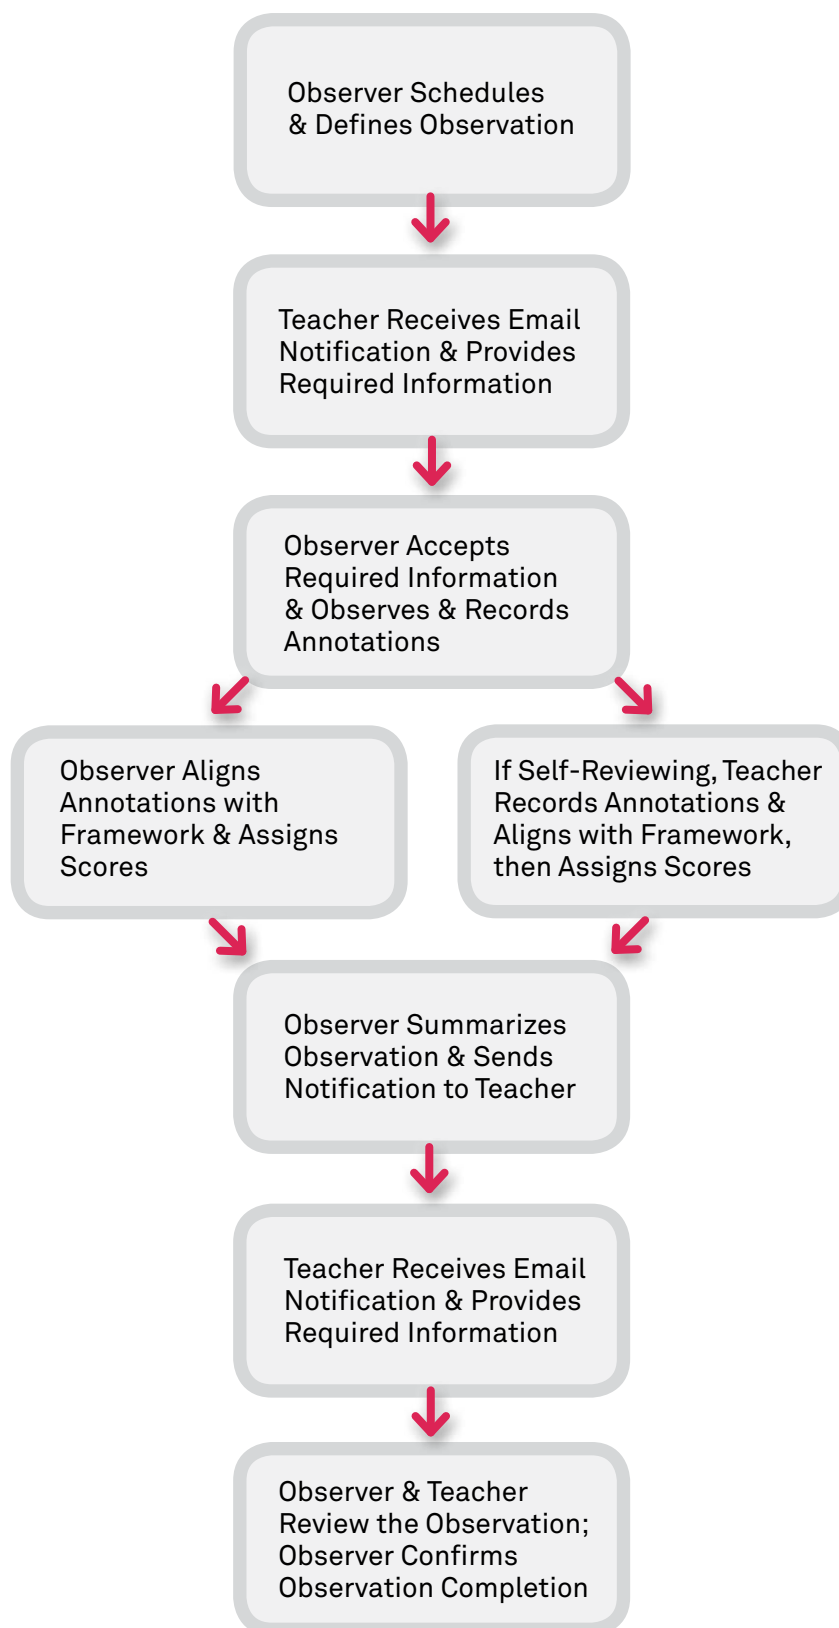 Observer Schedules
& Defines Observation
Teacher Receives Email
Notification & Provides
Required Information
Observer Accepts
Required Information
& Observes & Records
Annotations
Observer Aligns
Annotations with
Framework & Assigns
Scores
If Self-Reviewing, Teacher
Records Annotations &
Aligns with Framework,
then Assigns Scores
Observer Summarizes
Observation & Sends
Notification to Teacher
Teacher Receives Email
Notification & Provides
Required Information
Observer & Teacher
Review the Observation;
Observer Confirms
Observation Completion